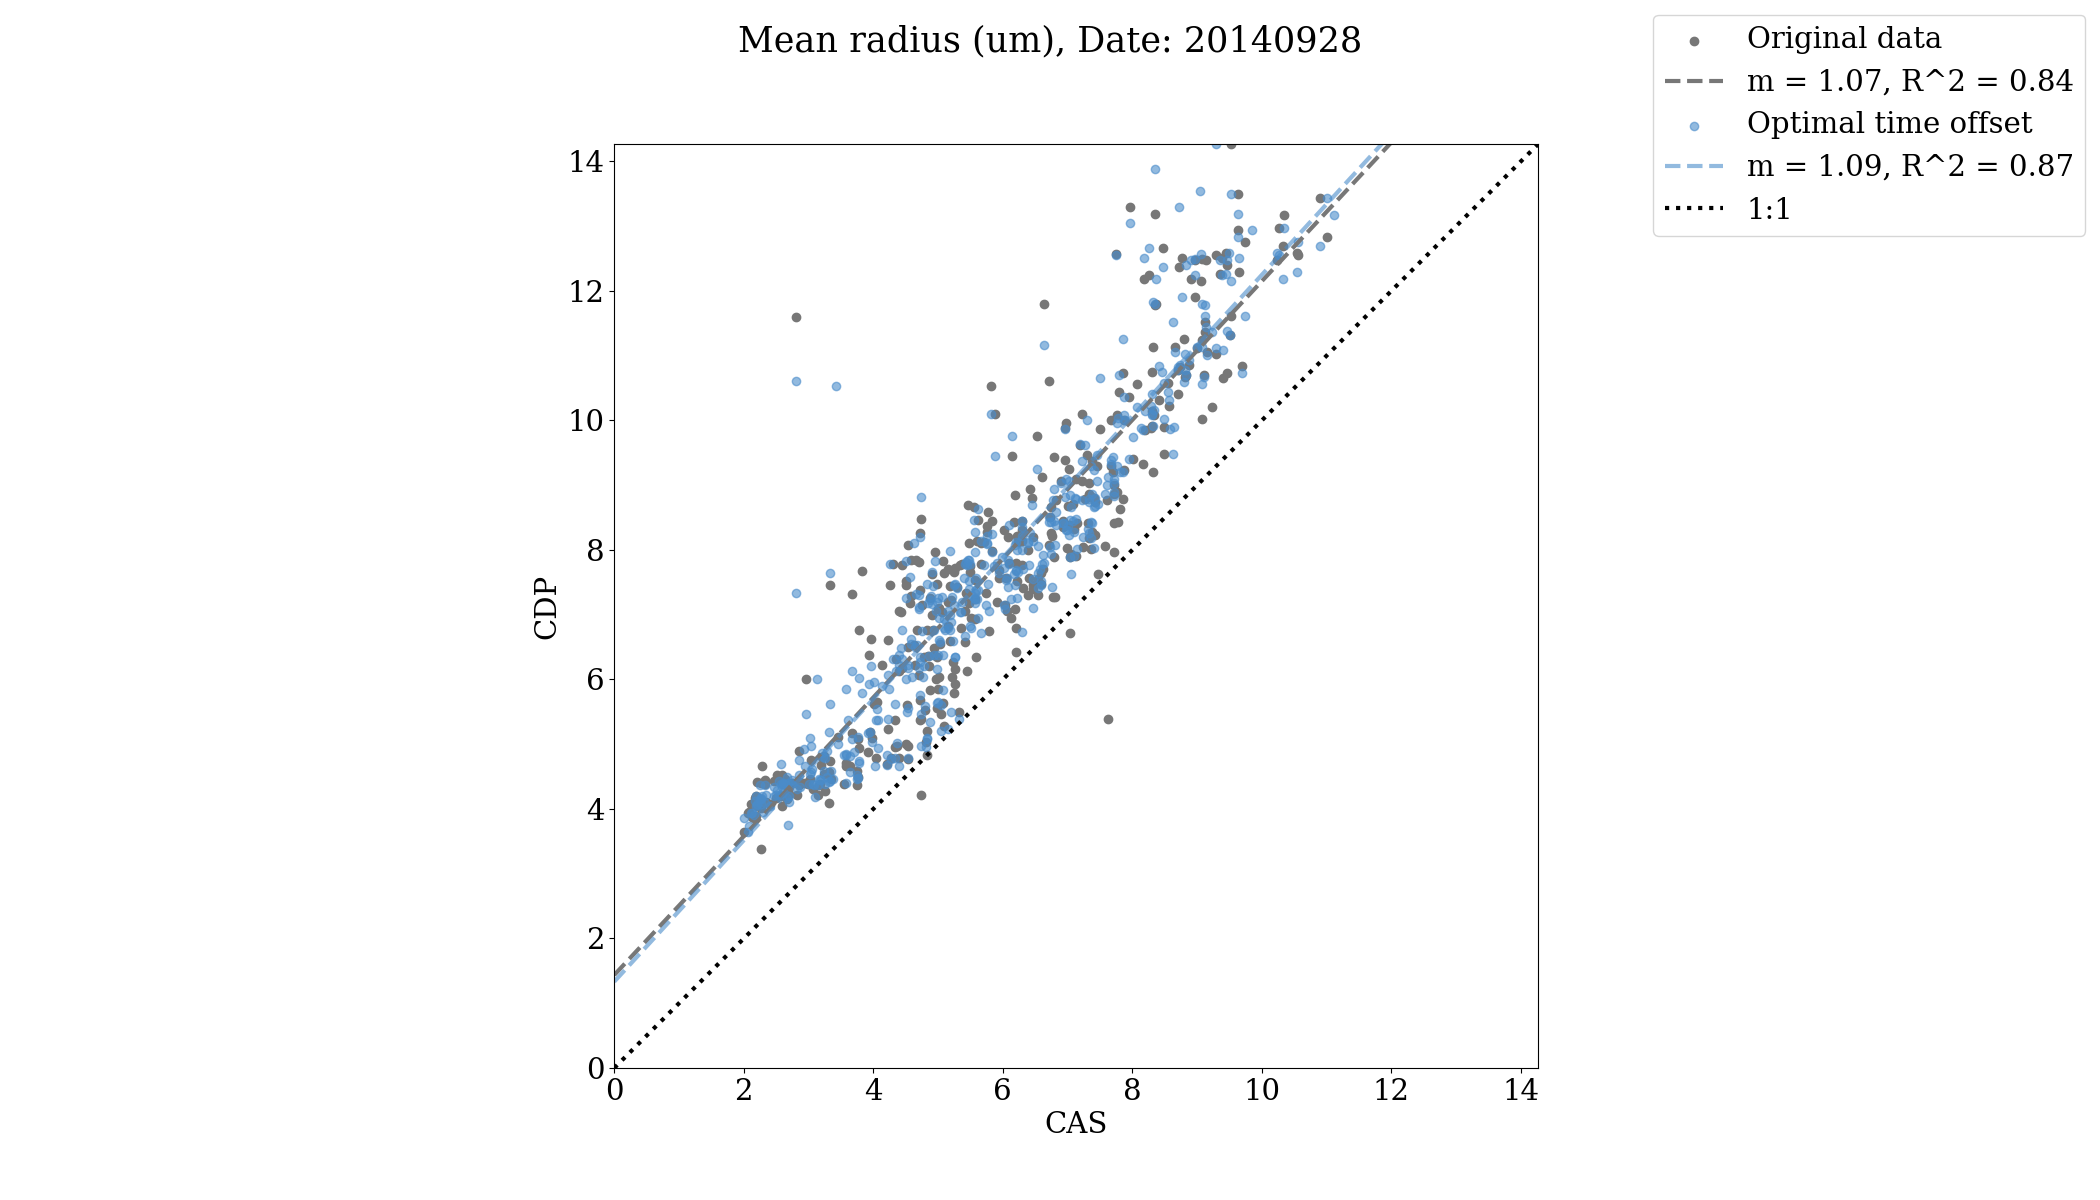 Mean radius (um), Date: 20140928
Original data
m = 1.07, R^2 = 0.84
Optimal time offset
m = 1.09, R^2 = 0.87
1:1
14
12
10
8
6
4
2
0
CDP
0 2 4 6 8 10 12 14
CAS